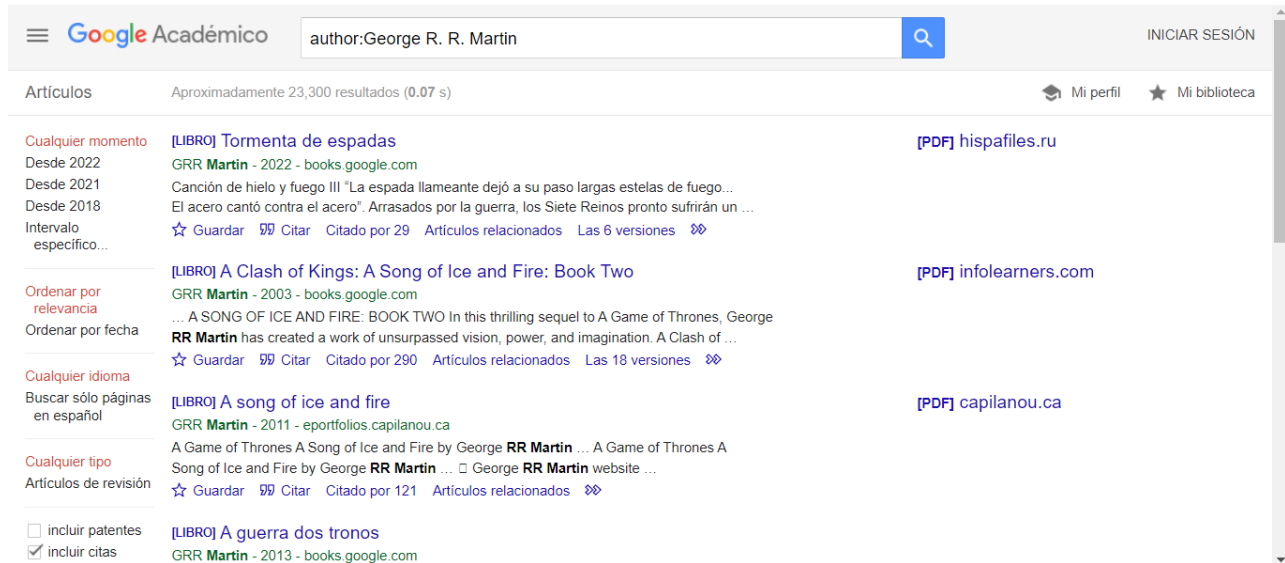 Google Académico
author:George R. R. Martin
INICIAR SESIÓN
Artículos
Aproximadamente 23,300 resultados (0.07 s)
Mi perfil
Mi biblioteca
Cualquier momento
Desde 2022
Desde 2021
Desde 2018
Intervalo
específico...
Ordenar por
relevancia
Ordenar por fecha
Cualquier idioma
Buscar sólo páginas
en español
Cualquier tipo
Artículos de revisión
incluir patentes
incluir citas
[LIBRO] Tormenta de espadas
GRR Martin - 2022 - books.google.com
Canción de hielo y fuego III “La espada llameante dejó a su paso largas estelas de fuego...
El acero cantó contra el acero”. Arrasados por la guerra, los Siete Reinos pronto sufrirán un …
Guardar Citar Citado por 29 Artículos relacionados Las 6 versiones
[PDF] hispafiles.ru
[LIBRO] A Clash of Kings: A Song of Ice and Fire: Book Two
GRR Martin - 2003 - books.google.com
… A SONG OF ICE AND FIRE: BOOK TWO In this thrilling sequel to A Game of Thrones, George
RR Martin has created a work of unsurpassed vision, power, and imagination. A Clash of …
Guardar Citar Citado por 290 Artículos relacionados Las 18 versiones
[PDF] infolearners.com
[LIBRO] A song of ice and fire
GRR Martin - 2011 - eportfolios.capilanou.ca
A Game of Thrones A Song of Ice and Fire by George RR Martin … A Game of Thrones A
Song of Ice and Fire by George RR Martin … George RR Martin website …
Guardar Citar Citado por 121 Artículos relacionados
[PDF] capilanou.ca
[LIBRO] A guerra dos tronos
GRR Martin - 2013 - books.google.com